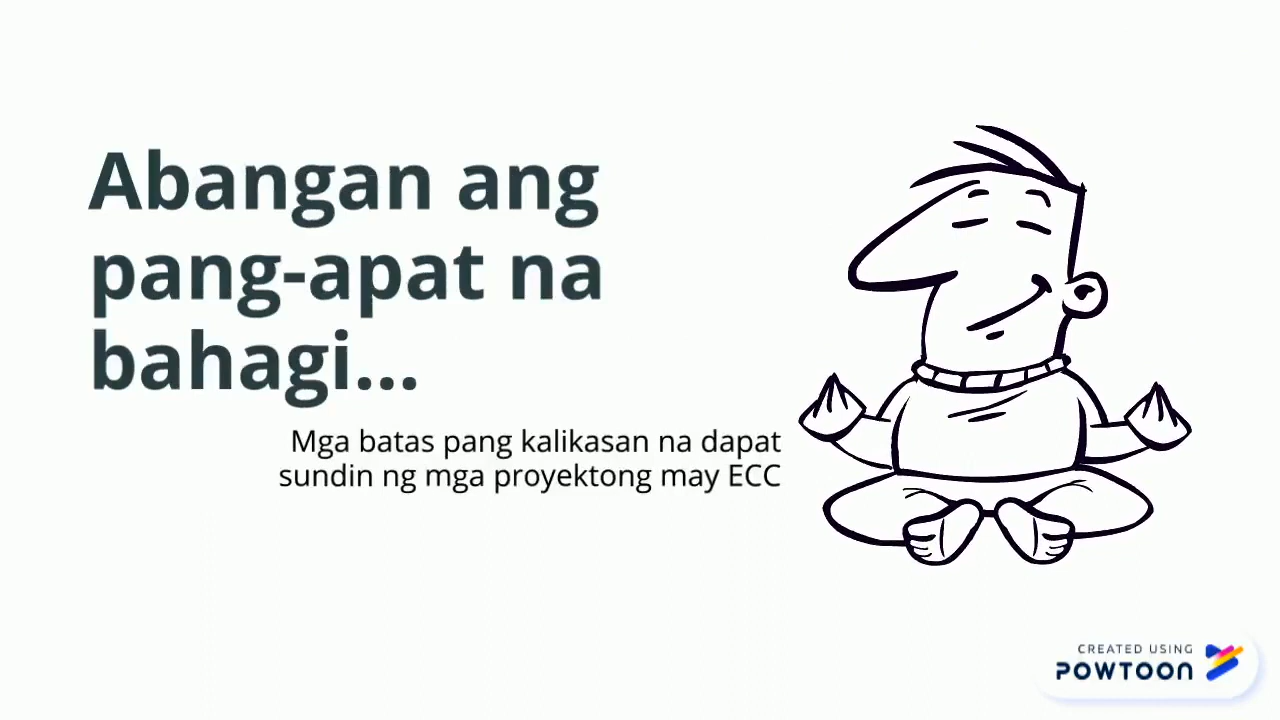 Abangan ang
pang-apat na
bahagi...
Mga batas pang kalikasan na dapat
sundin ng mga proyektong may ECC
CREATED USING
POWTOON